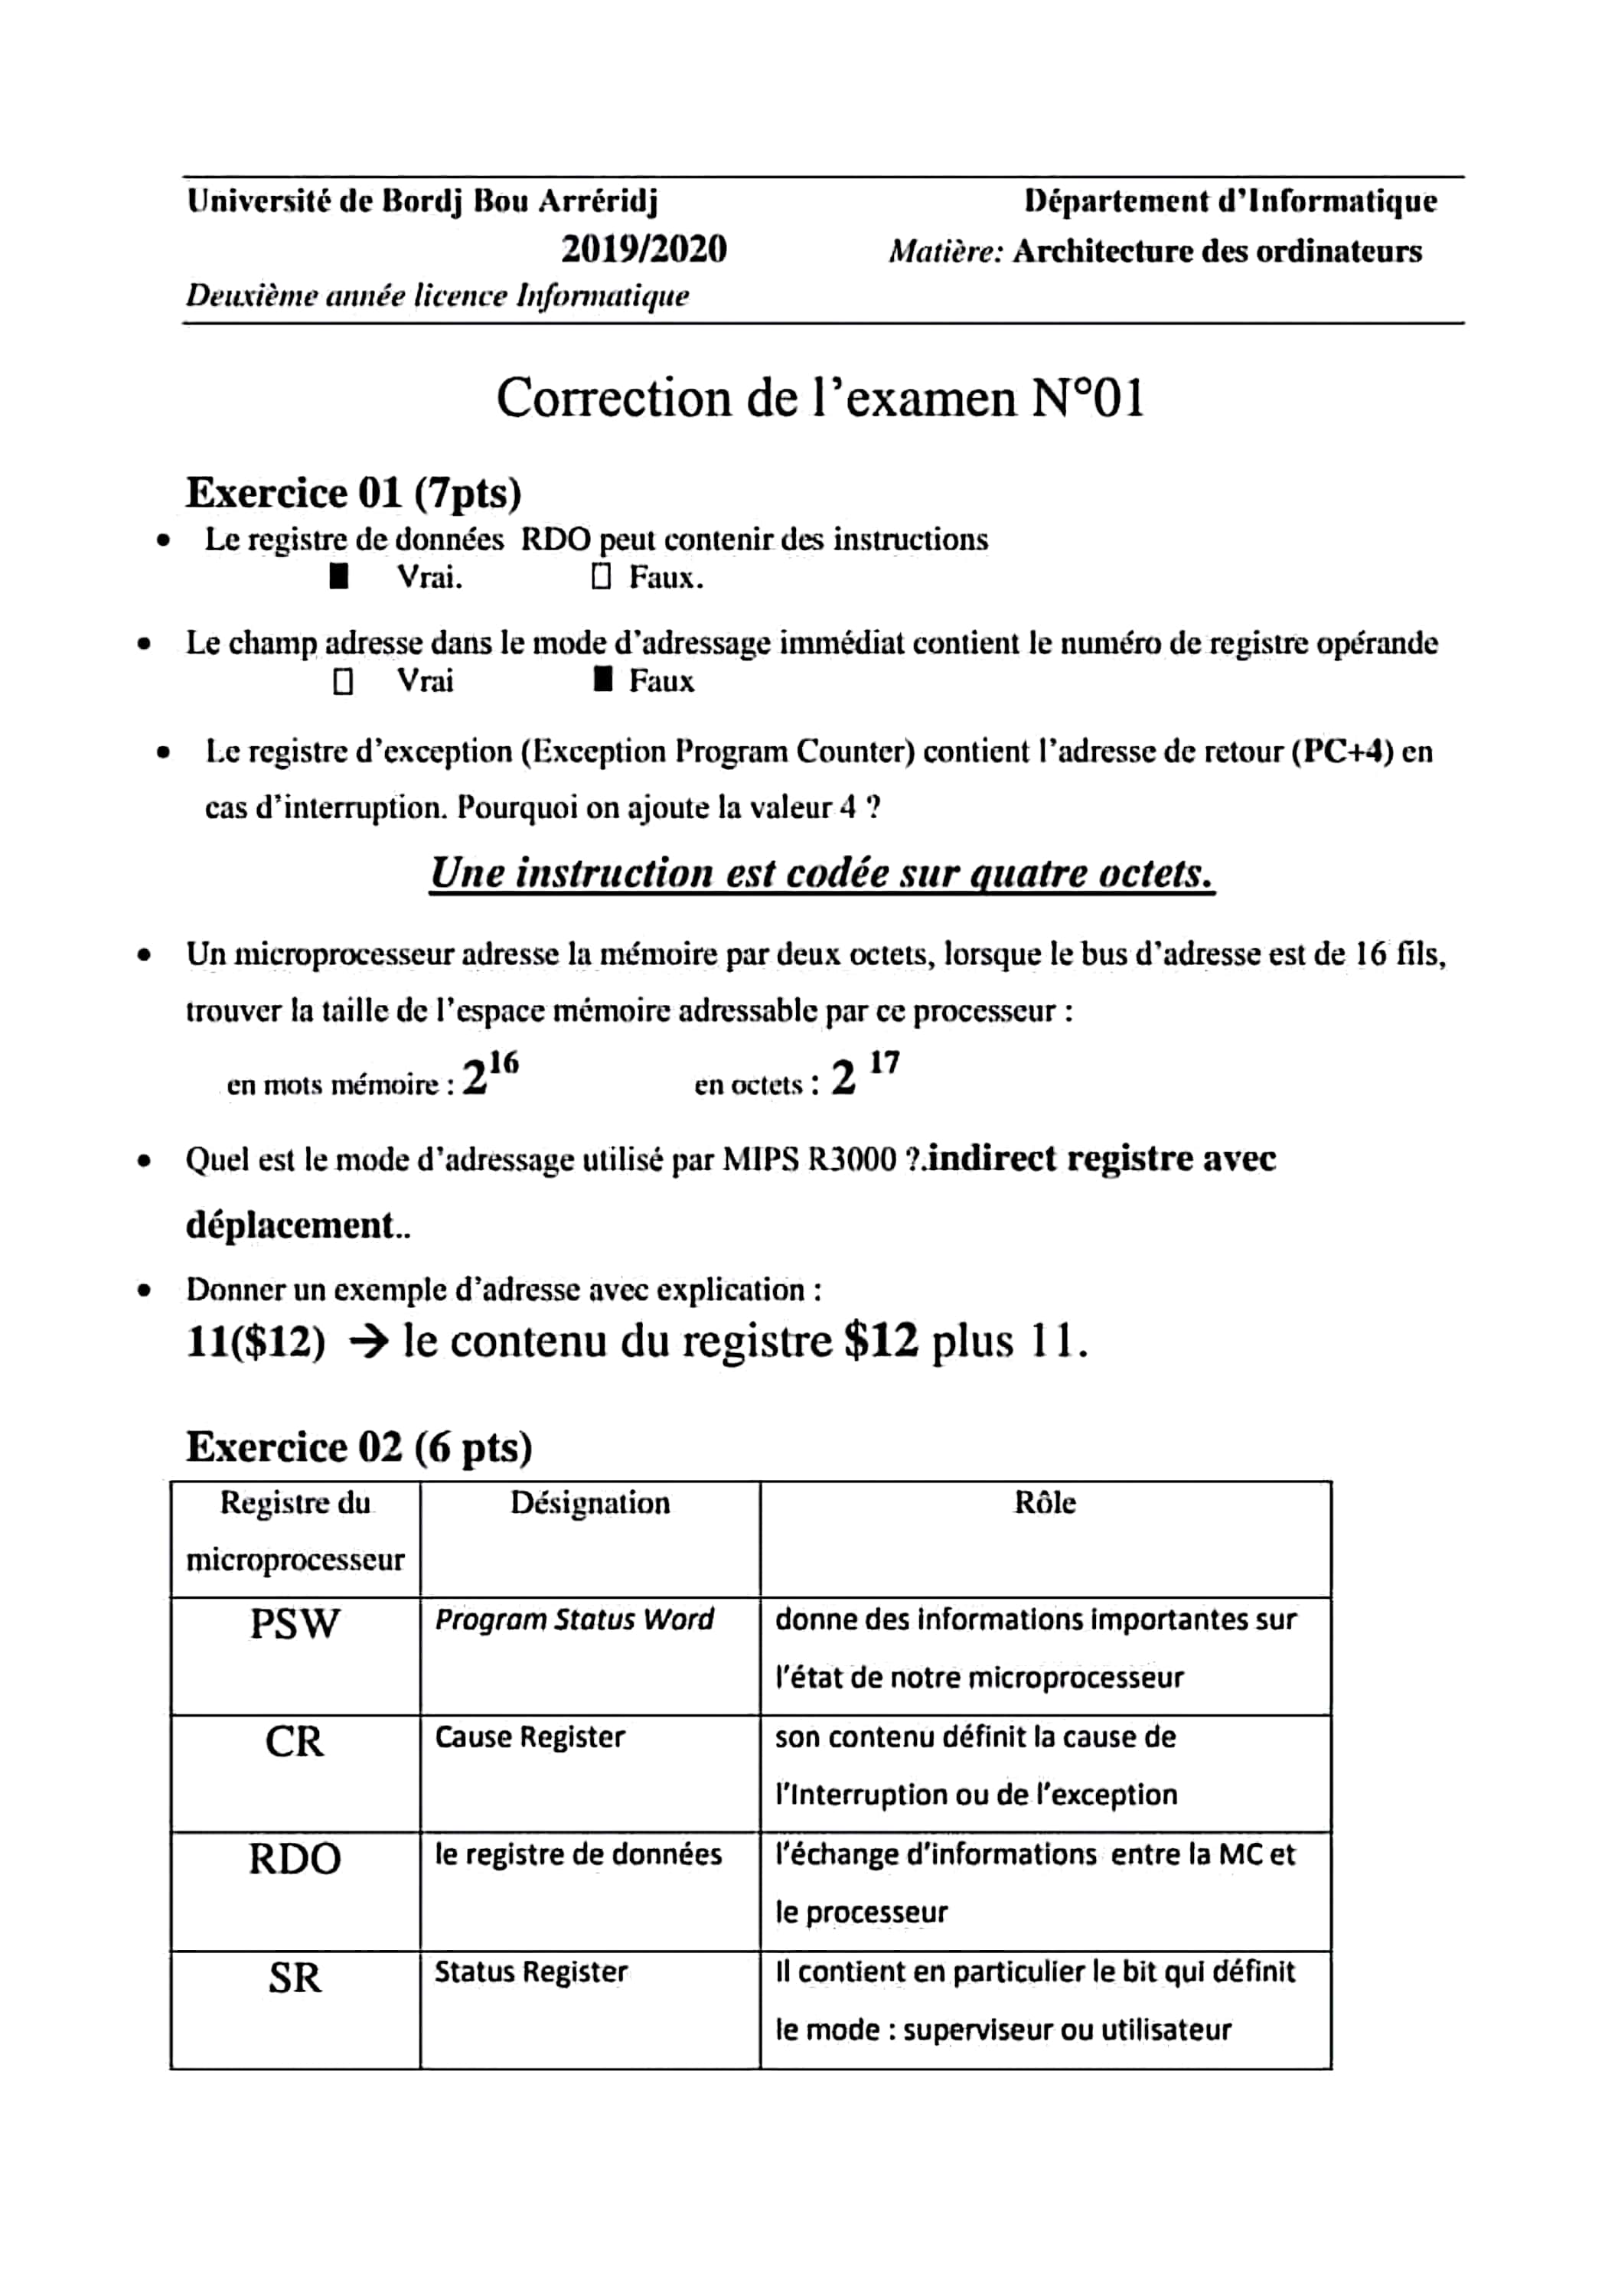 Université de Bordj Bou Arréridj Département d'Informatique
2019/2020 Matière: Architecture des ordinateurs
Deuxième année licence Informatique
Correction de l'examen N°01
Exercice 01 (7pts)
• Le registre de données RDO peut contenir des instructions
■ Vrai. □ Faux.
• Le champ adresse dans le mode d'adressage immédiat contient le numéro de registre opérande
□ Vrai ■ Faux
• Le registre d'exception (Exception Program Counter) contient l'adresse de retour (PC+4) en
cas d'interruption. Pourquoi on ajoute la valeur 4 ?
Une instruction est codée sur quatre octets.
• Un microprocesseur adresse la mémoire par deux octets, lorsque le bus d'adresse est de 16 fils,
trouver la taille de l'espace mémoire adressable par ce processeur :
en mots mémoire : 2^16 en octets : 2^17
• Quel est le mode d'adressage utilisé par MIPS R3000 ?.indirect registre avec
déplacement..
• Donner un exemple d'adresse avec explication :
11($12) → le contenu du registre $12 plus 11.
Exercice 02 (6 pts)
Registre du Désignation Rôle
microprocesseur
PSW Program Status Word donne des informations importantes sur
l'état de notre microprocesseur
CR Cause Register son contenu définit la cause de
l'Interruption ou de l'exception
RDO le registre de données l'échange d'informations entre la MC et
le processeur
SR Status Register Il contient en particulier le bit qui définit
le mode : superviseur ou utilisateur